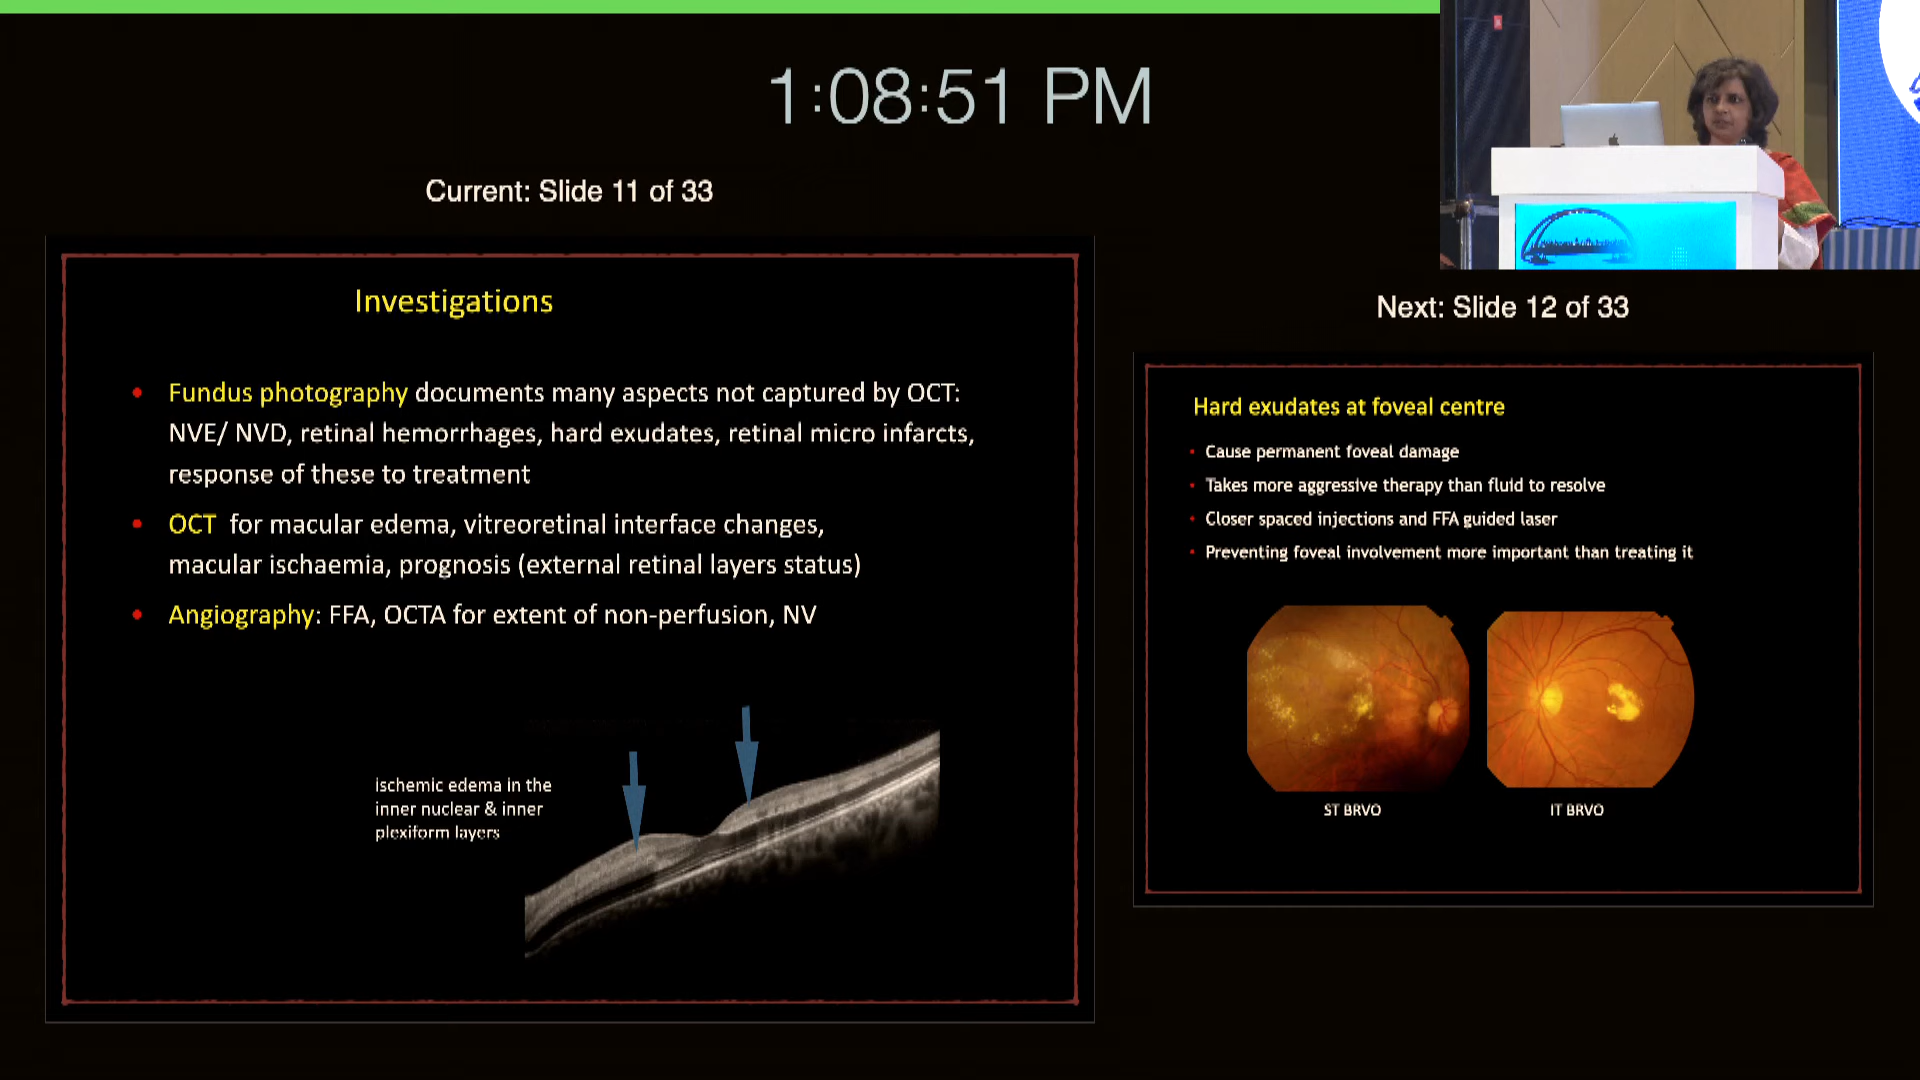 1:08:51 PM
Current: Slide 11 of 33
Investigations
• Fundus photography documents many aspects not captured by OCT:
NVE/ NVD, retinal hemorrhages, hard exudates, retinal micro infarcts,
response of these to treatment
• OCT for macular edema, vitreoretinal interface changes,
macular ischaemia, prognosis (external retinal layers status)
• Angiography: FFA, OCTA for extent of non-perfusion, NV
ischemic edema in the
inner nuclear & inner
plexiform layers
Next: Slide 12 of 33
Hard exudates at foveal centre
• Cause permanent foveal damage
• Takes more aggressive therapy than fluid to resolve
• Closer spaced injections and FFA guided laser
• Preventing foveal involvement more important than treating it
ST BRVO
IT BRVO